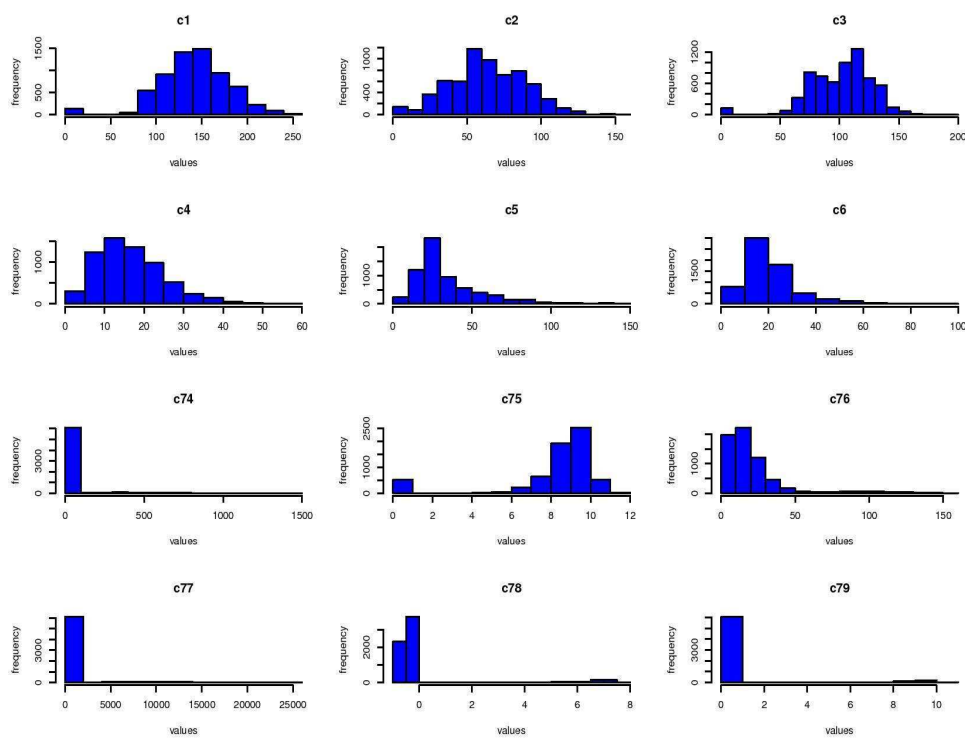 c1
frequency
0 500 1500
0 50 100 150 200 250
values
c2
frequency
0 400 1000
0 50 100 150
values
c3
frequency
0 600 1200
0 50 100 150 200
values
c4
frequency
0 1000
0 10 20 30 40 50 60
values
c5
frequency
0 1000
0 50 100 150
values
c6
frequency
0 1500
0 20 40 60 80 100
values
c74
frequency
0 3000
0 500 1000 1500
values
c75
frequency
0 1000 2500
0 2 4 6 8 10 12
values
c76
frequency
0 1000
0 50 100 150
values
c77
frequency
0 3000
0 5000 10000 15000 20000 25000
values
c78
frequency
0 2000
0 2 4 6 8
values
c79
frequency
0 3000
0 2 4 6 8 10
values